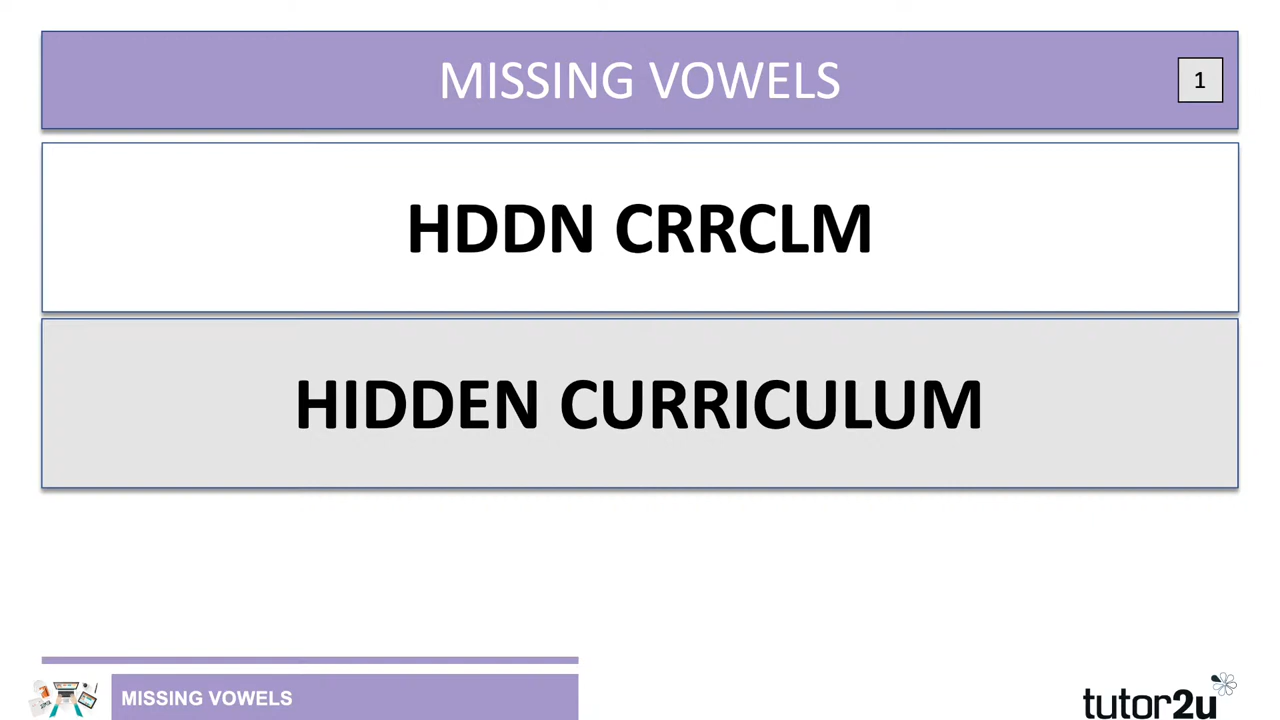 MISSING VOWELS
1
HDDN CRRCLM
HIDDEN CURRICULUM
MISSING VOWELS
tutor2u